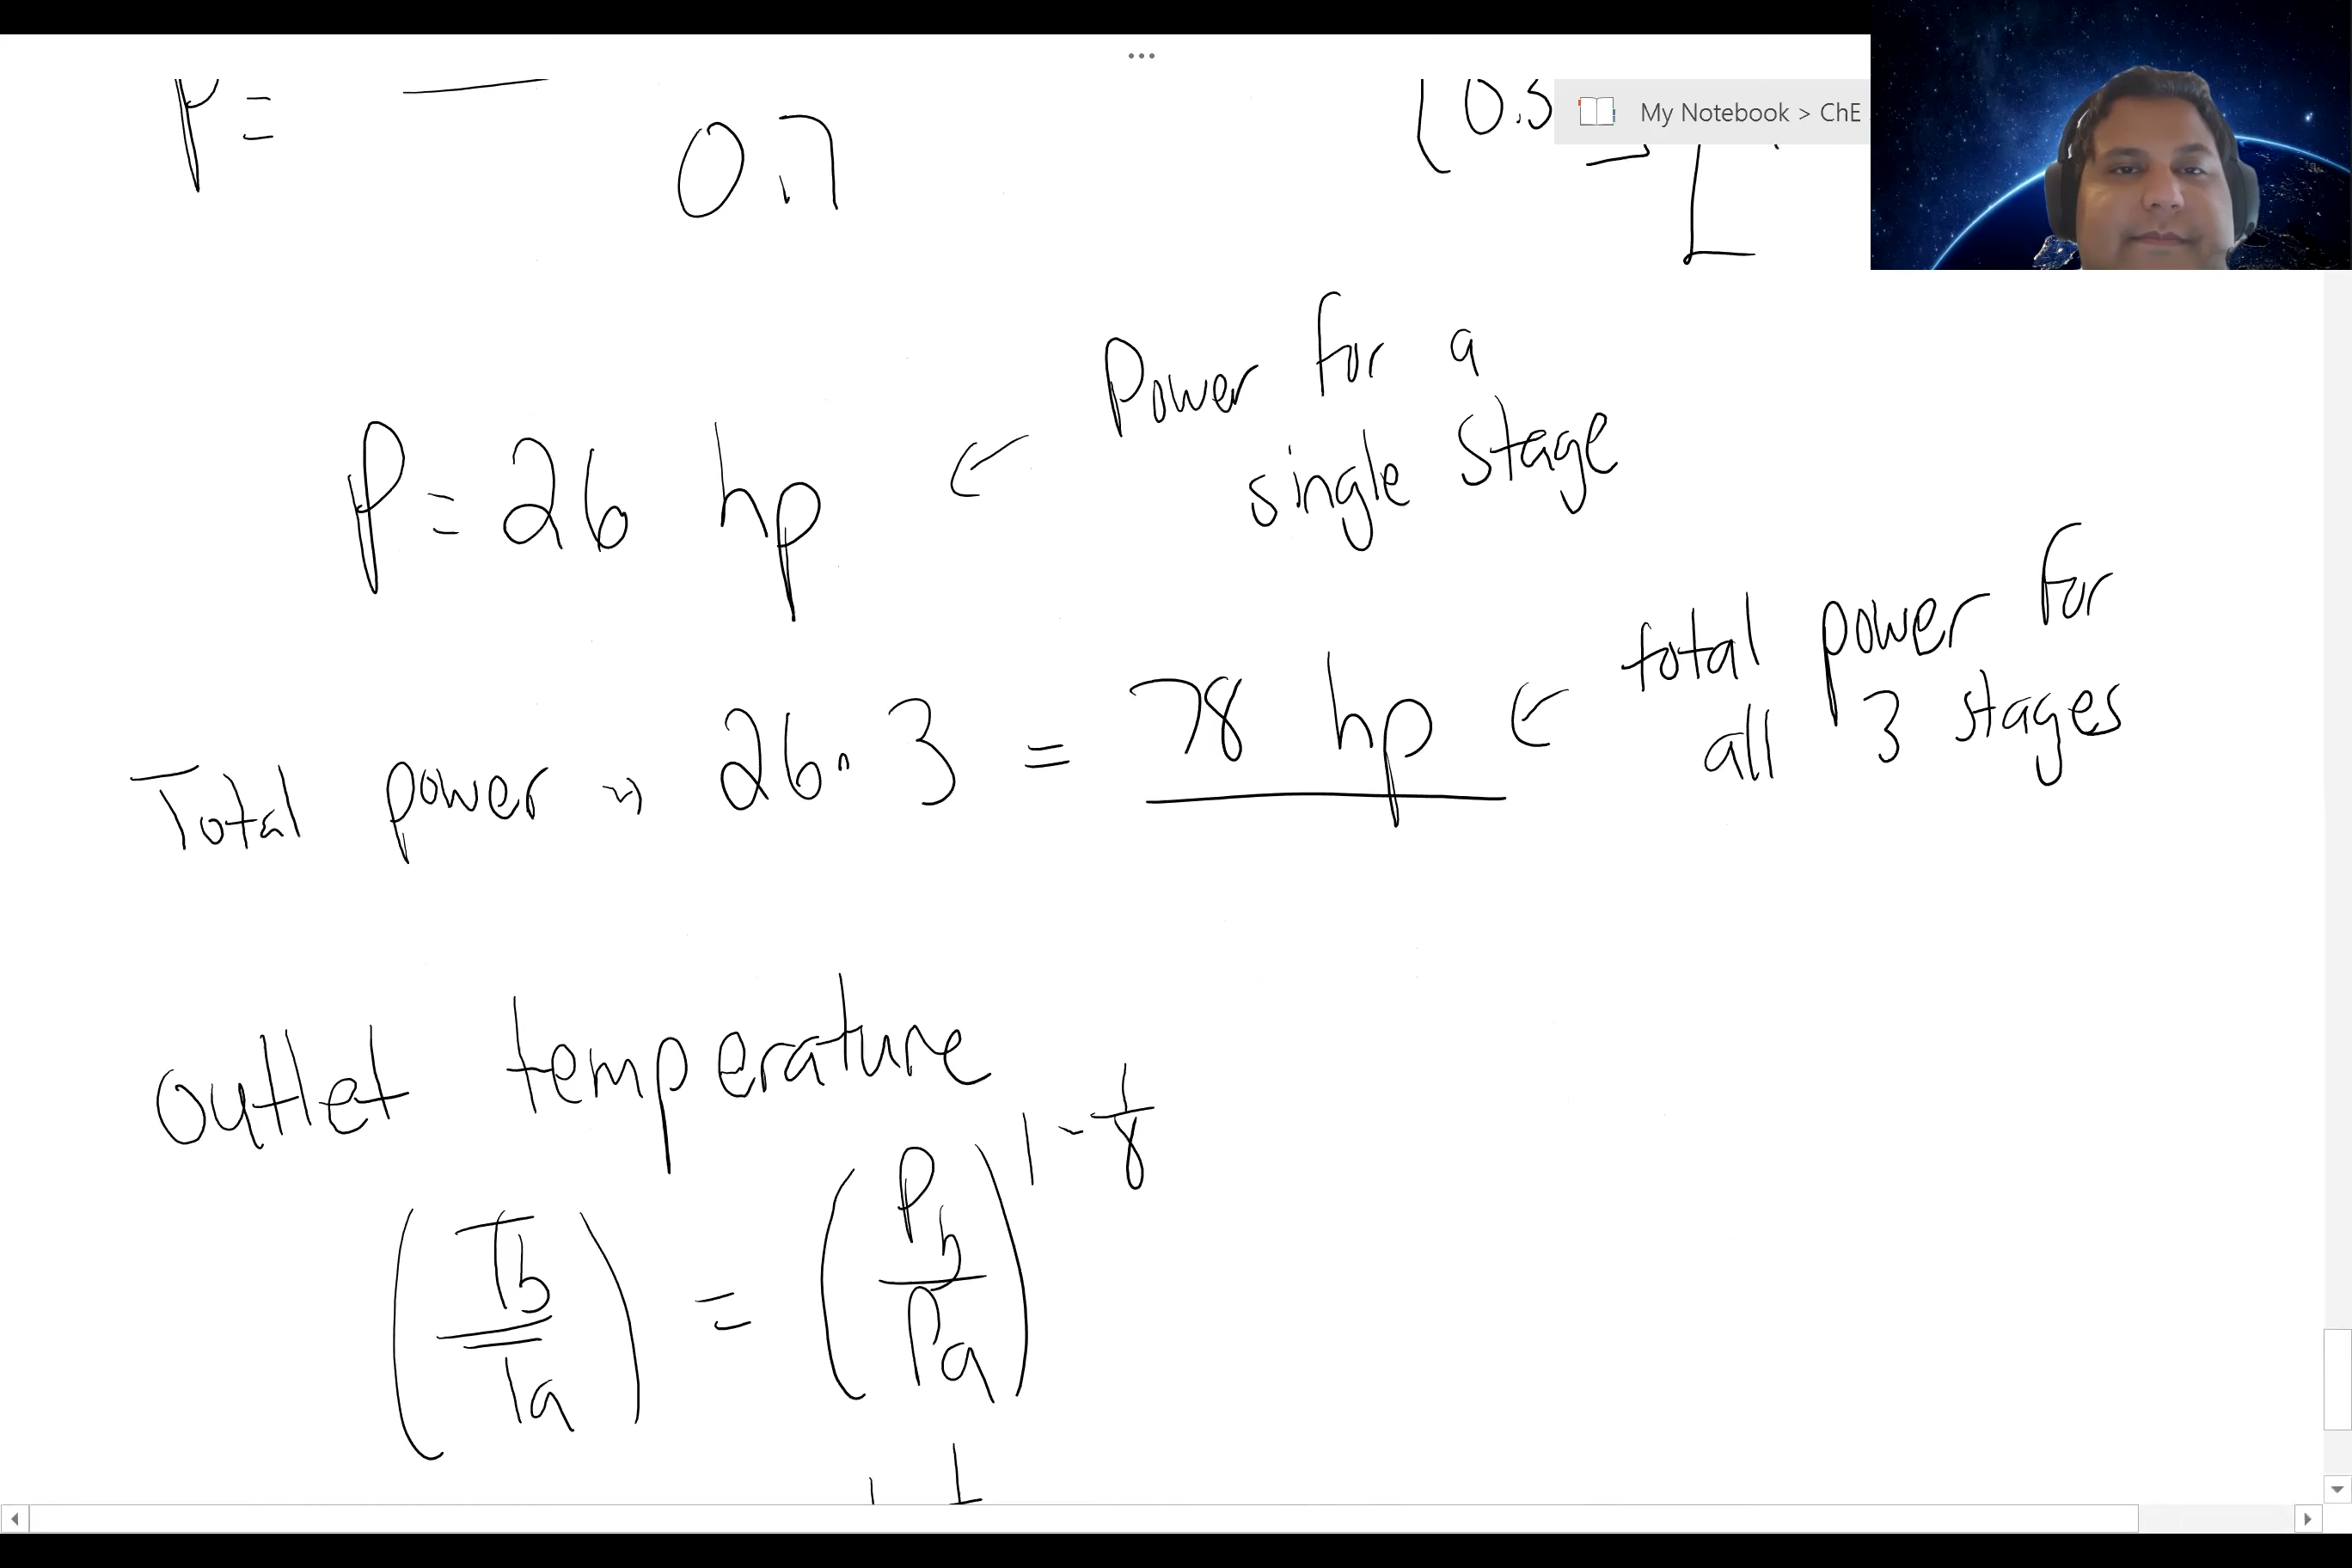 P =
0.7
(0.5
My Notebook > ChE
P = 26 hp ← Power for a
single stage
Total power → 26 · 3 = 78 hp ← total power for
all 3 stages
outlet temperature
(Tb/Ta) = (Pb/Pa)^1-1/γ